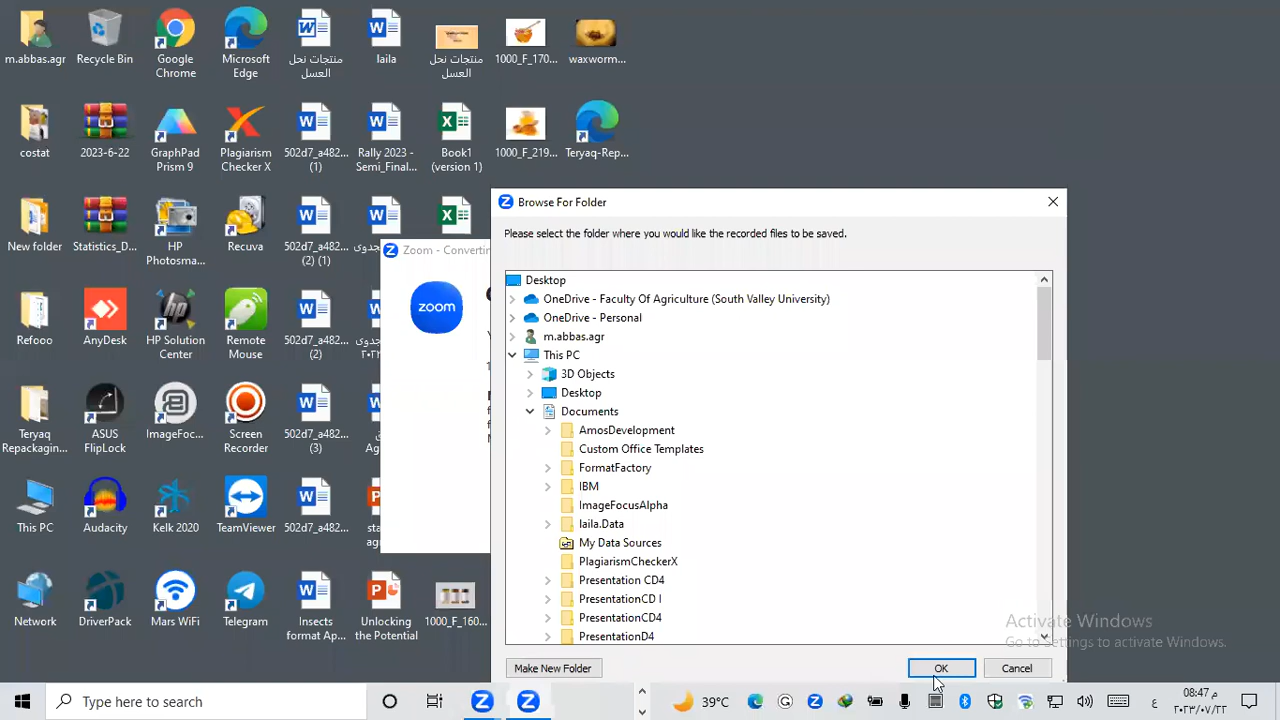 m.abbas.agr
Recycle Bin
Google
Chrome
Microsoft
Edge
منتجات نحل
العسل
laila
منتجات نحل
العسل
1000_F_170...
waxworm...
costat
2023-6-22
GraphPad
Prism 9
Plagiarism
Checker X
502d7_a482...
(1)
Rally 2023 -
Semi_Final...
Book1
(version 1)
1000_F_219...
Teryaq-Rep...
New folder
Statistics_D...
HP
Photosma...
Recuva
502d7_a482...
(2) (1)
Refooo
AnyDesk
HP Solution
Center
Remote
Mouse
502d7_a482...
(2)
Teryaq
Repackagin...
ASUS
FlipLock
ImageFoc...
Screen
Recorder
502d7_a482...
(3)
This PC
Audacity
Kelk 2020
TeamViewer
502d7_a482...
Network
DriverPack
Mars WiFi
Telegram
Insects
format Ap...
Unlocking
the Potential
1000_F_160...
Zoom - Convertin
zoom
Browse For Folder
Please select the folder where you would like the recorded files to be saved.
Desktop
OneDrive - Faculty Of Agriculture (South Valley University)
OneDrive - Personal
m.abbas.agr
This PC
3D Objects
Desktop
Documents
AmosDevelopment
Custom Office Templates
FormatFactory
IBM
ImageFocusAlpha
laila.Data
My Data Sources
PlagiarismCheckerX
Presentation CD4
PresentationCD I
PresentationCD4
PresentationD4
Make New Folder
OK
Cancel
Activate Windows
Go to Settings to activate Windows.
Type here to search
39°C
ع
م 8:47
٢٠٢٣/٠٧/٢٢